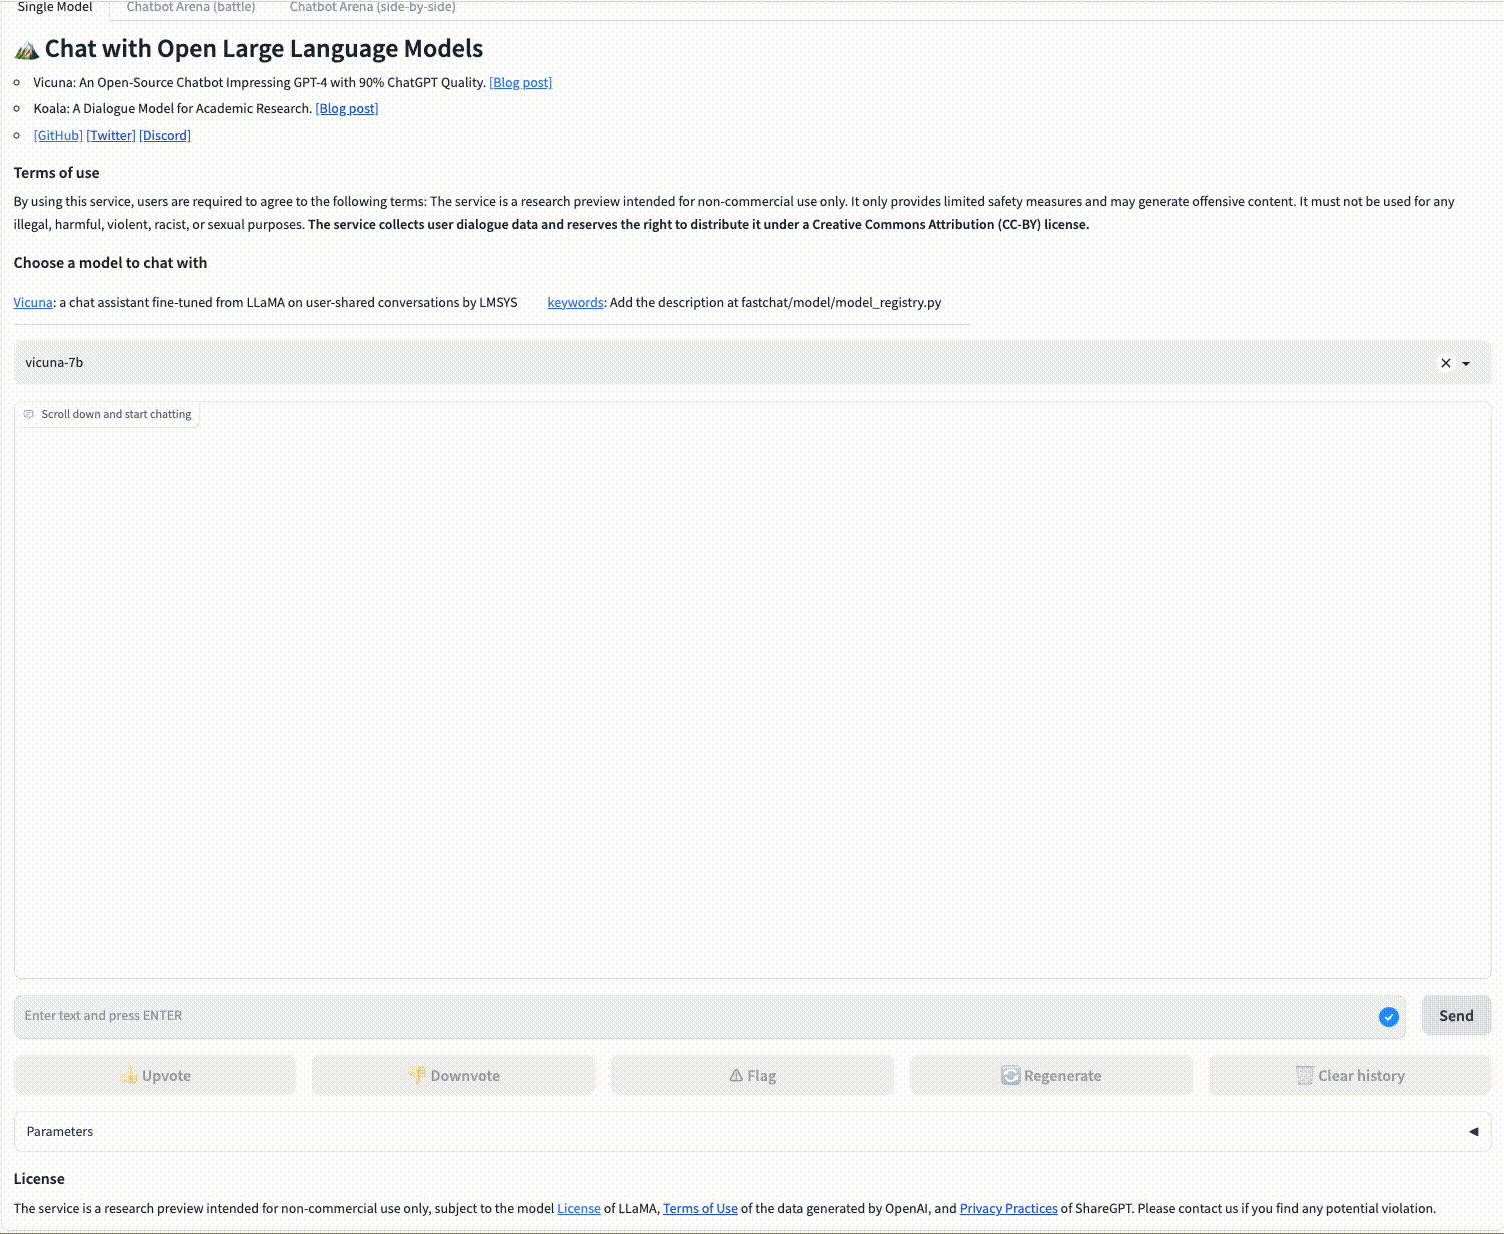 Single Model Chatbot Arena (battle) Chatbot Arena (side-by-side)
Chat with Open Large Language Models
Vicuna: An Open-Source Chatbot Impressing GPT-4 with 90% ChatGPT Quality. [Blog post]
Koala: A Dialogue Model for Academic Research. [Blog post]
[GitHub] [Twitter] [Discord]
Terms of use
By using this service, users are required to agree to the following terms: The service is a research preview intended for non-commercial use only. It only provides limited safety measures and may generate offensive content. It must not be used for any
illegal, harmful, violent, racist, or sexual purposes. The service collects user dialogue data and reserves the right to distribute it under a Creative Commons Attribution (CC-BY) license.
Choose a model to chat with
Vicuna: a chat assistant fine-tuned from LLaMA on user-shared conversations by LMSYS keywords: Add the description at fastchat/model/model_registry.py
vicuna-7b
Scroll down and start chatting
Enter text and press ENTER
Send
Upvote Downvote Flag Regenerate Clear history
Parameters
License
The service is a research preview intended for non-commercial use only, subject to the model License of LLaMA, Terms of Use of the data generated by OpenAI, and Privacy Practices of ShareGPT. Please contact us if you find any potential violation.